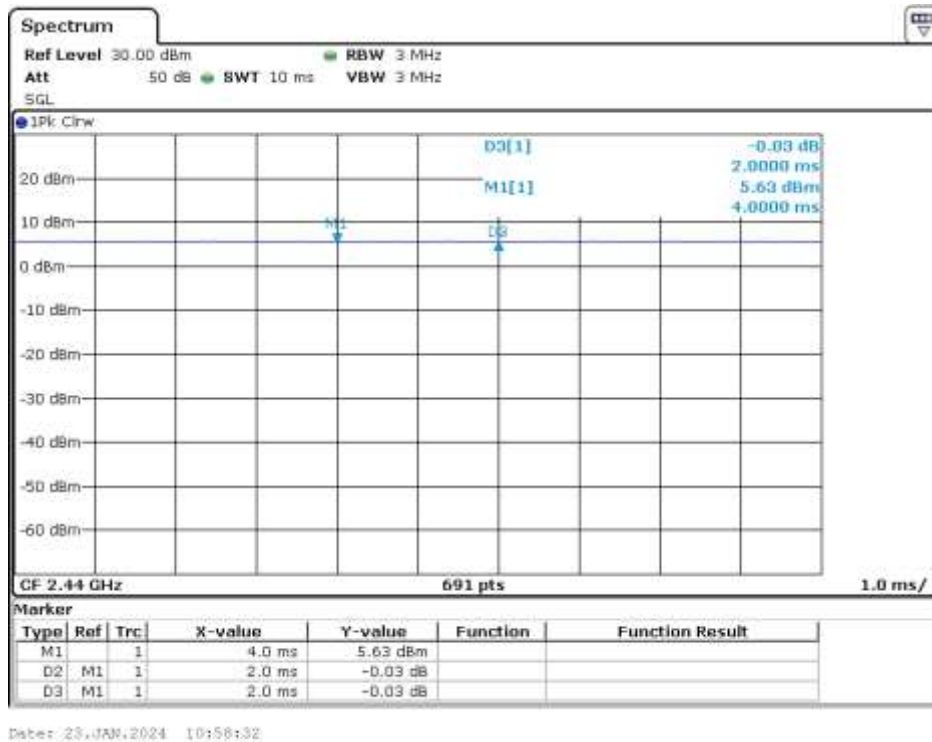 Spectrum
Ref Level 30.00 dBm RBW 3 MHz
Att 50 dB SWT 10 ms VBW 3 MHz
SGL
1Pk Clrw
D3[1] -0.03 dB
2.0000 ms
20 dBm
M1[1] 5.63 dBm
4.0000 ms
10 dBm
M1
D3
0 dBm
-10 dBm
-20 dBm
-30 dBm
-40 dBm
-50 dBm
-60 dBm
CF 2.44 GHz 691 pts 1.0 ms/
Marker
Type Ref Trc X-value Y-value Function Function Result
M1 1 4.0 ms 5.63 dBm
D2 M1 1 2.0 ms -0.03 dB
D3 M1 1 2.0 ms -0.03 dB
Date: 23.JAN.2024 10:58:32